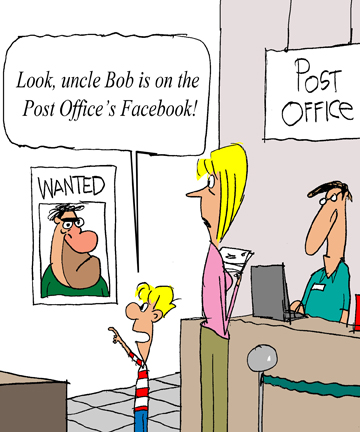 Look, uncle Bob is on the
Post Office's Facebook!
POST
OFFICE
WANTED